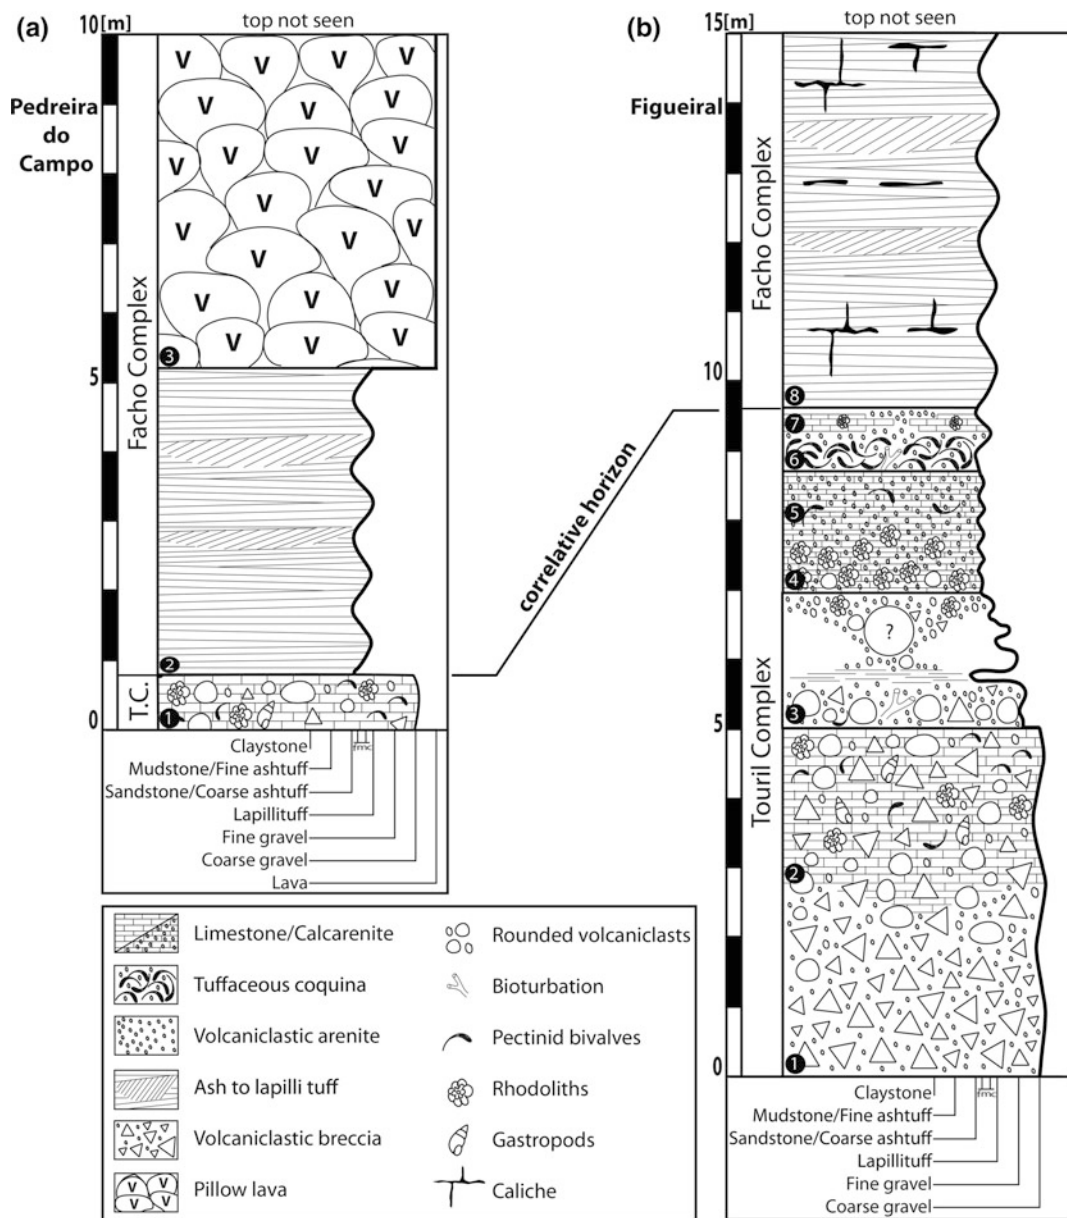 (a)
10[m]
top not seen
Pedreira
do
Campo
Facho Complex
T.C.
5
0
V V V V
V V V
V V V
V V V
V V V
V V
V V V
V V V
3
2
1
Claystone
fmc
Mudstone/Fine ashtuff
Sandstone/Coarse ashtuff
Lapillituff
Fine gravel
Coarse gravel
Lava
correlative horizon
(b)
15[m]
top not seen
Figueiral
Facho Complex
Touril Complex
10
5
0
8
7
6
5
4
?
3
2
1
Claystone
fmc
Mudstone/Fine ashtuff
Sandstone/Coarse ashtuff
Lapillituff
Fine gravel
Coarse gravel
Limestone/Calcarenite
Tuffaceous coquina
Volcaniclastic arenite
Ash to lapilli tuff
Volcaniclastic breccia
V V
V V
Pillow lava
Rounded volcaniclasts
Bioturbation
Pectinid bivalves
Rhodoliths
Gastropods
Caliche